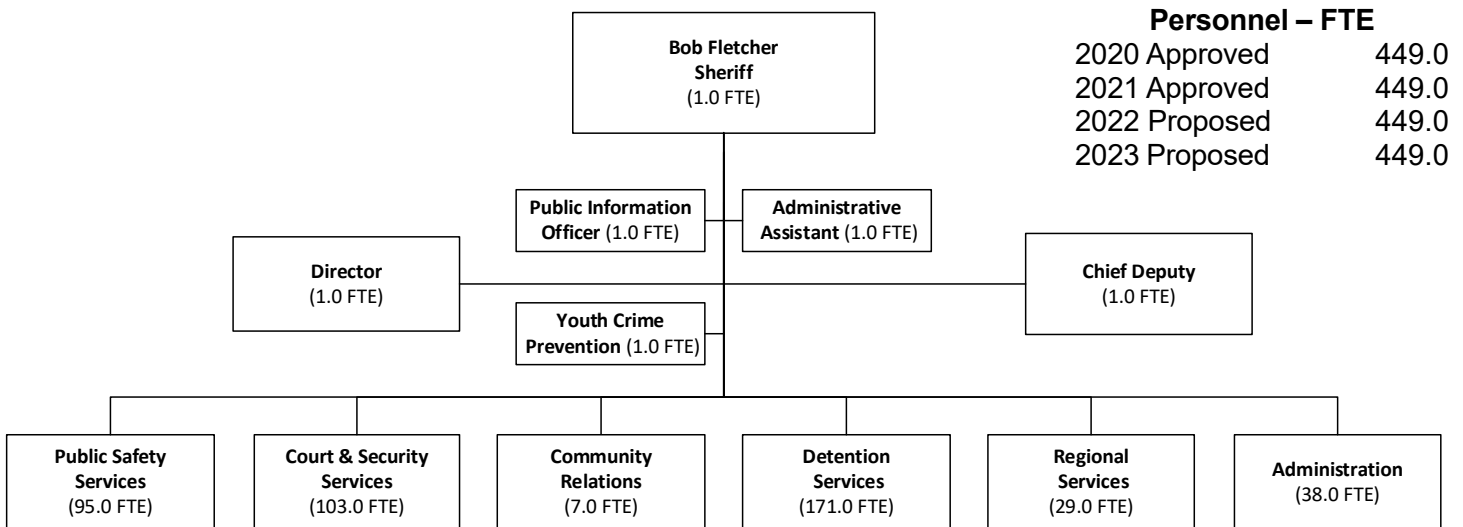 Personnel – FTE
2020 Approved 449.0
2021 Approved 449.0
2022 Proposed 449.0
2023 Proposed 449.0
Bob Fletcher
Sheriff
(1.0 FTE)
Public Information
Officer (1.0 FTE)
Administrative
Assistant (1.0 FTE)
Director
(1.0 FTE)
Chief Deputy
(1.0 FTE)
Youth Crime
Prevention (1.0 FTE)
Public Safety
Services
(95.0 FTE)
Court & Security
Services
(103.0 FTE)
Community
Relations
(7.0 FTE)
Detention
Services
(171.0 FTE)
Regional
Services
(29.0 FTE)
Administration
(38.0 FTE)